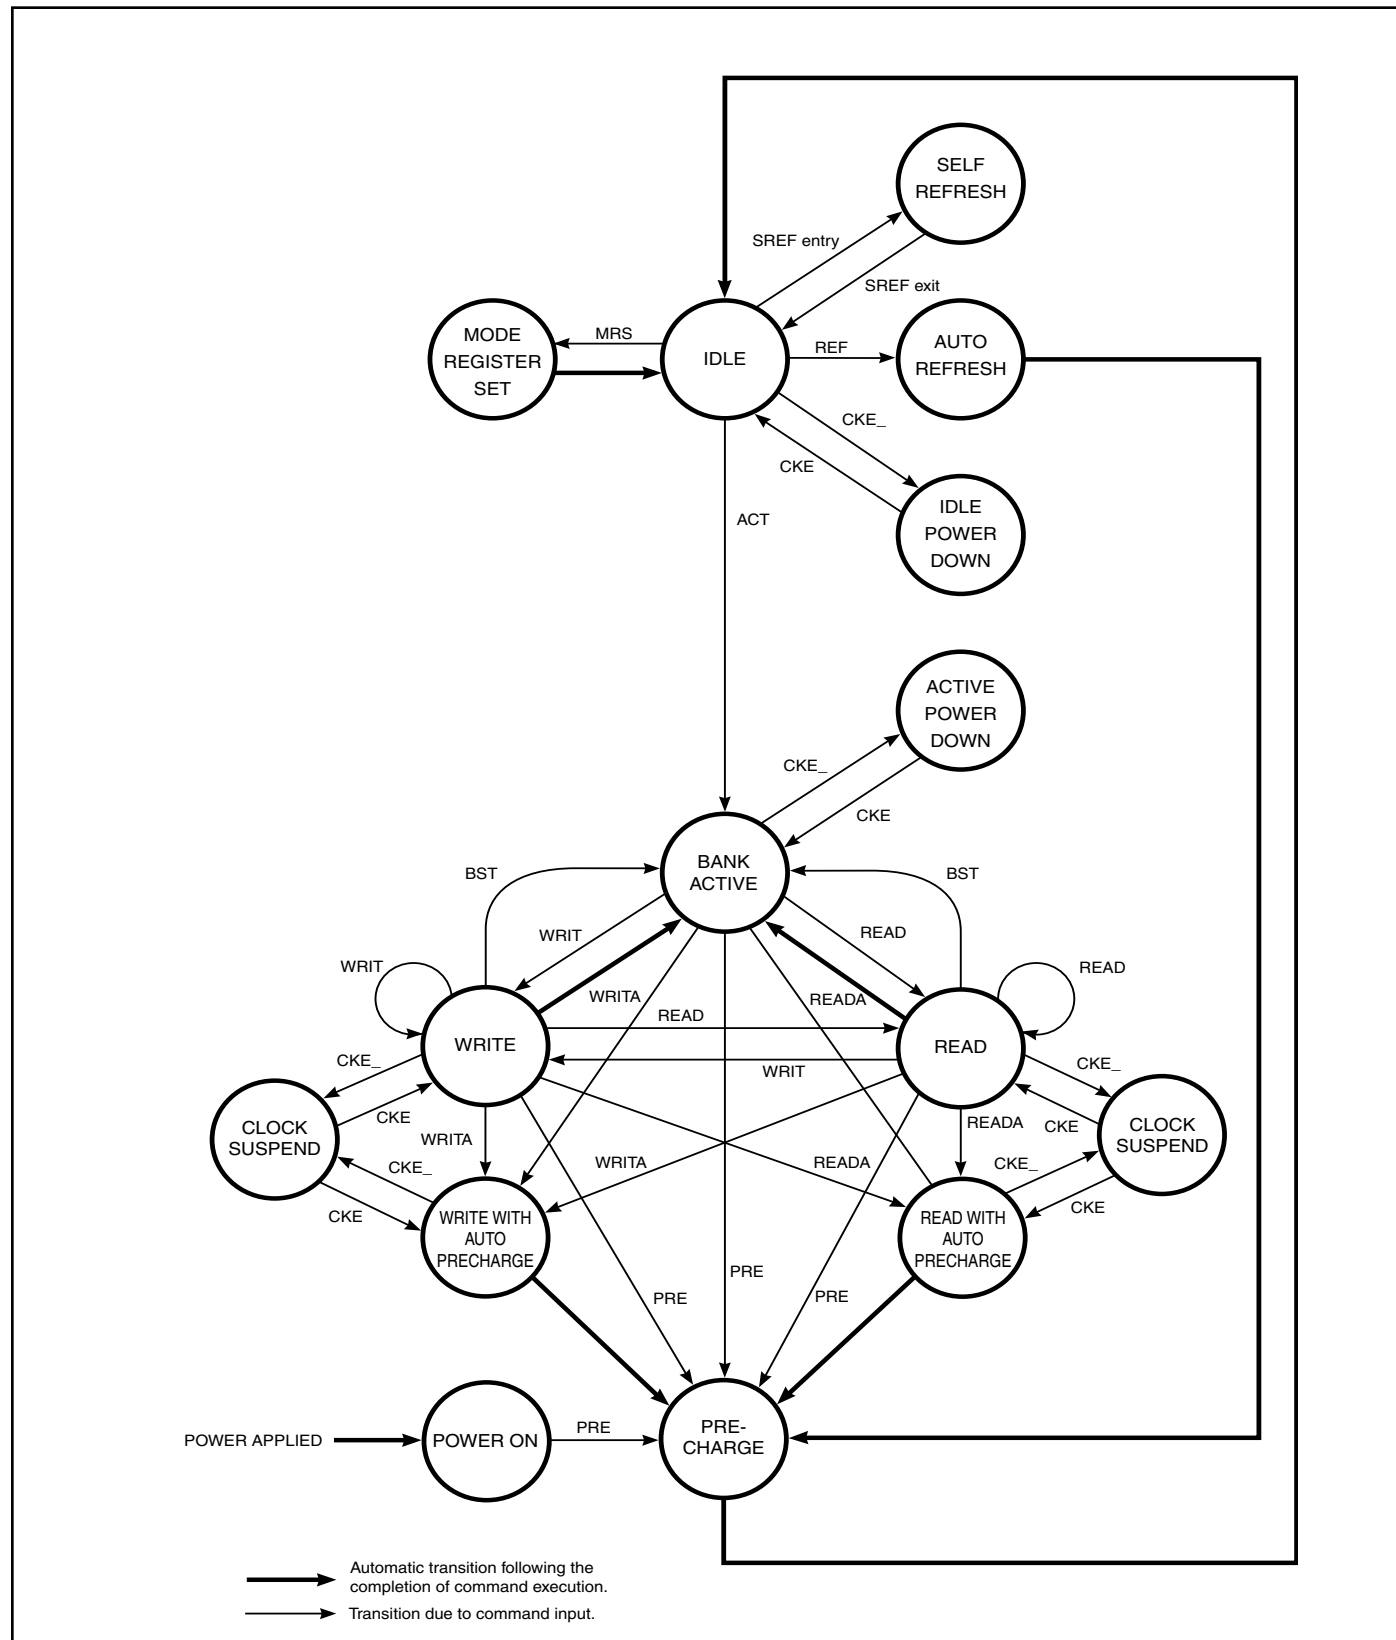 SELF
REFRESH
SREF entry
SREF exit
MODE
REGISTER
SET
MRS
IDLE
REF
AUTO
REFRESH
CKE_
CKE
IDLE
POWER
DOWN
ACT
ACTIVE
POWER
DOWN
CKE_
CKE
BANK
ACTIVE
BST
BST
WRIT
READ
WRIT
READ
WRITA
READA
READ
WRITE
READ
WRIT
CKE_
CKE_
CKE
CKE
CLOCK
SUSPEND
CLOCK
SUSPEND
WRITA
READA
WRITA
READA
CKE_
CKE_
CKE
CKE
WRITE WITH
AUTO
PRECHARGE
READ WITH
AUTO
PRECHARGE
PRE
PRE
PRE
POWER APPLIED
POWER ON
PRE
PRE-
CHARGE
Automatic transition following the
completion of command execution.
Transition due to command input.